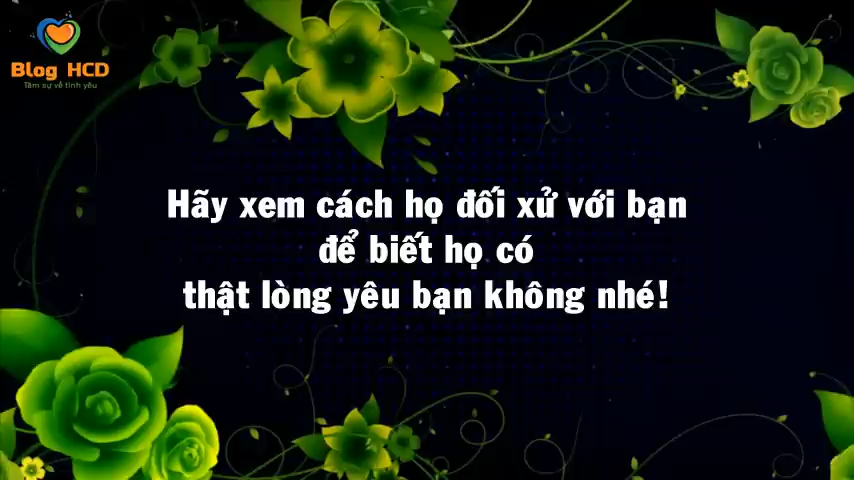 Blog HCD
Tâm sự về tình yêu
Hãy xem cách họ đối xử với bạn
để biết họ có
thật lòng yêu bạn không nhé!